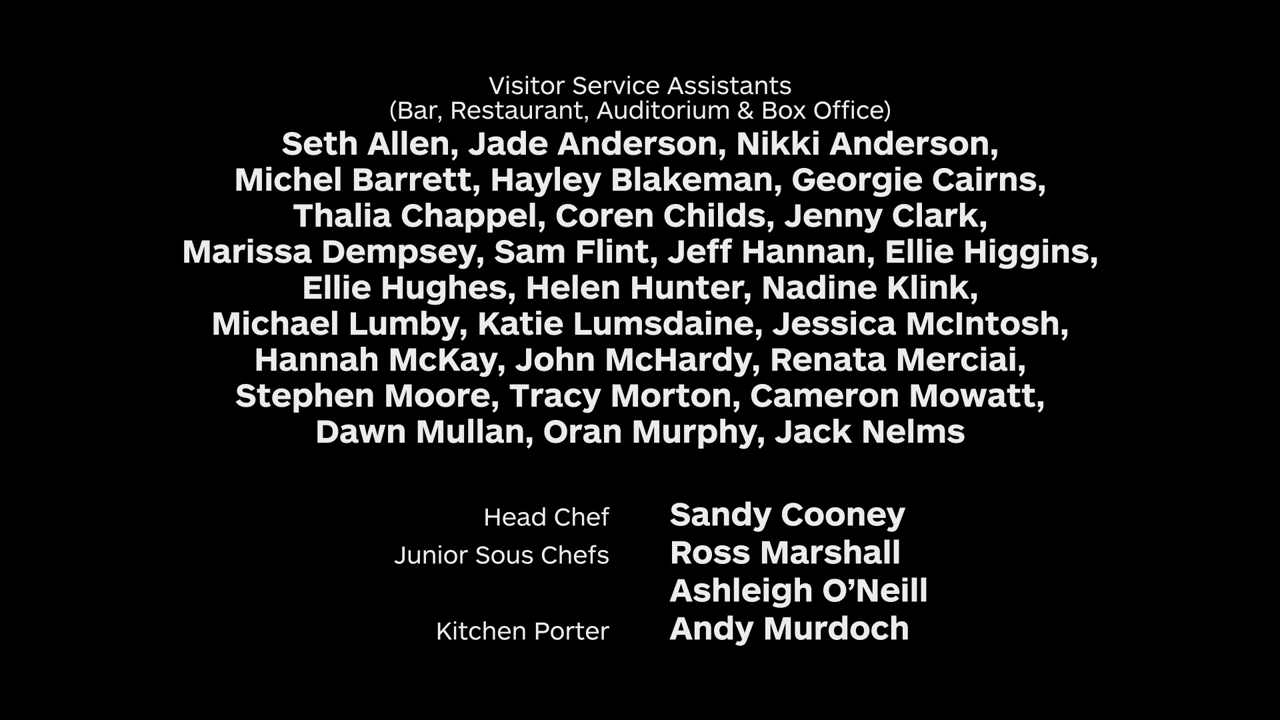 Visitor Service Assistants
(Bar, Restaurant, Auditorium & Box Office)
Seth Allen, Jade Anderson, Nikki Anderson,
Michel Barrett, Hayley Blakeman, Georgie Cairns,
Thalia Chappel, Coren Childs, Jenny Clark,
Marissa Dempsey, Sam Flint, Jeff Hannan, Ellie Higgins,
Ellie Hughes, Helen Hunter, Nadine Klink,
Michael Lumby, Katie Lumsdaine, Jessica McIntosh,
Hannah McKay, John McHardy, Renata Merciai,
Stephen Moore, Tracy Morton, Cameron Mowatt,
Dawn Mullan, Oran Murphy, Jack Nelms
Head Chef Sandy Cooney
Junior Sous Chefs Ross Marshall
Ashleigh O’Neill
Kitchen Porter Andy Murdoch